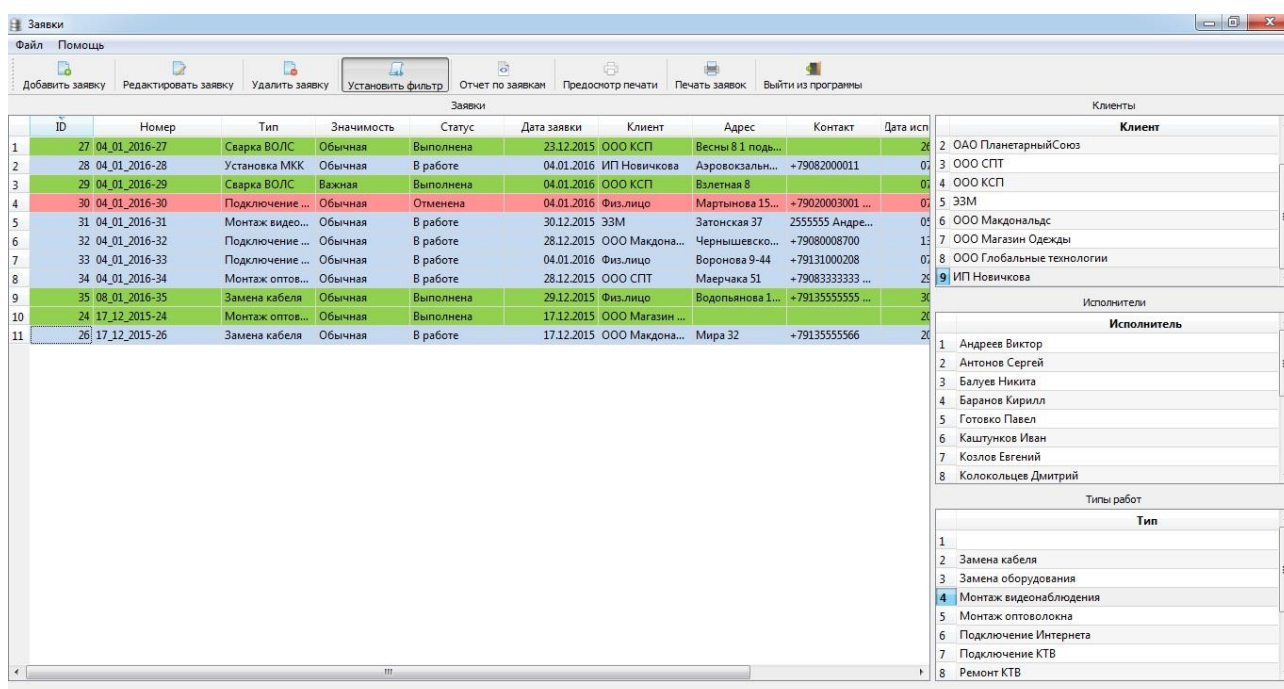 Заявки
Файл Помощь
Добавить заявку Редактировать заявку Удалить заявку Установить фильтр Отчет по заявкам Предосмотр печати Печать заявок Выйти из программы
Заявки
ID Номер Тип Значимость Статус Дата заявки Клиент Адрес Контакт Дата исп
1 27 04_01_2016-27 Сварка ВОЛС Обычная Выполнена 23.12.2015 ООО КСП Весны 8 1 подь... 26
2 28 04_01_2016-28 Установка МКК Обычная В работе 04.01.2016 ИП Новичкова Аэровокзальн... +79082000011 07
3 29 04_01_2016-29 Сварка ВОЛС Важная Выполнена 04.01.2016 ООО КСП Взлетная 8 07
4 30 04_01_2016-30 Подключение ... Обычная Отменена 04.01.2016 Физ.лицо Мартынова 15... +79020003001 ... 07
5 31 04_01_2016-31 Монтаж видео... Обычная В работе 30.12.2015 ЭЗМ Затонская 37 2555555 Андре... 05
6 32 04_01_2016-32 Подключение ... Обычная В работе 28.12.2015 ООО Макдона... Чернышевско... +79080008700 13
7 33 04_01_2016-33 Подключение ... Обычная В работе 04.01.2016 Физ.лицо Воронова 9-44 +79131000208 07
8 34 04_01_2016-34 Монтаж оптов... Обычная В работе 28.12.2015 ООО СПТ Маерчака 51 +79083333333 ... 29
9 35 08_01_2016-35 Замена кабеля Обычная Выполнена 29.12.2015 Физ.лицо Водопьянова 1... +79135555555 ... 30
10 24 17_12_2015-24 Монтаж оптов... Обычная Выполнена 17.12.2015 ООО Магазин ... 20
11 26 17_12_2015-26 Замена кабеля Обычная В работе 17.12.2015 ООО Макдона... Мира 32 +79135555566 20
Клиенты
Клиент
2 ОАО ПланетарныйСоюз
3 ООО СПТ
4 ООО КСП
5 ЭЗМ
6 ООО Макдональдс
7 ООО Магазин Одежды
8 ООО Глобальные технологии
9 ИП Новичкова
Исполнители
Исполнитель
1 Андреев Виктор
2 Антонов Сергей
3 Балуев Никита
4 Баранов Кирилл
5 Готовко Павел
6 Каштунков Иван
7 Козлов Евгений
8 Колокольцев Дмитрий
Типы работ
Тип
1
2 Замена кабеля
3 Замена оборудования
4 Монтаж видеонаблюдения
5 Монтаж оптоволокна
6 Подключение Интернета
7 Подключение КТВ
8 Ремонт КТВ